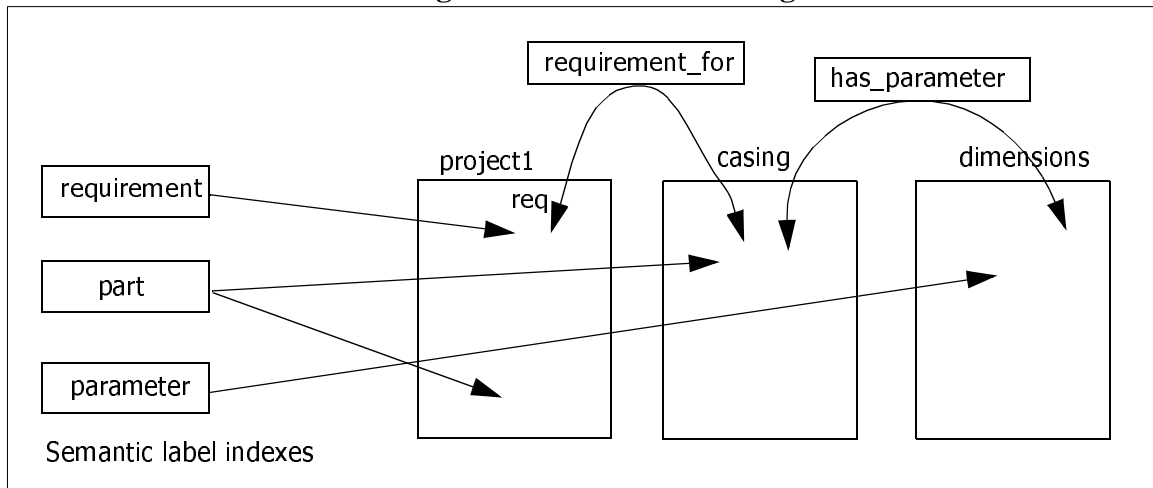 requirement_for
has_parameter
project1
casing
dimensions
requirement
req
part
parameter
Semantic label indexes